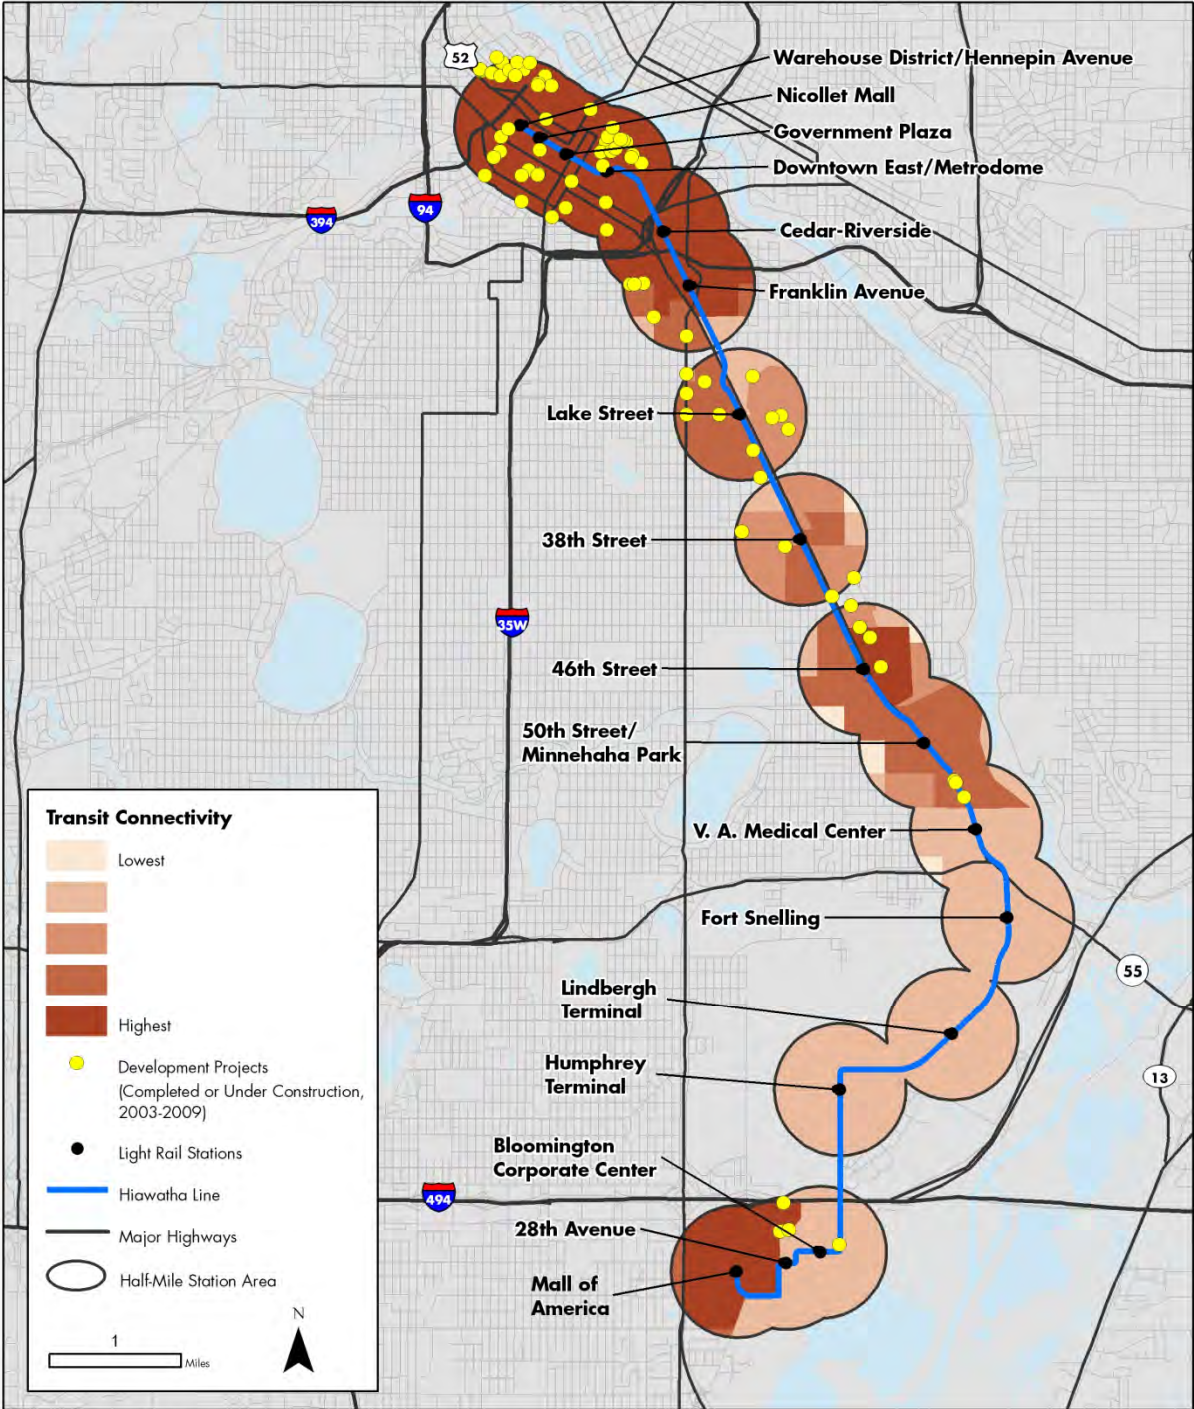 52
Warehouse District/Hennepin Avenue
Nicollet Mall
Government Plaza
Downtown East/Metrodome
394
94
Cedar-Riverside
Franklin Avenue
Lake Street
38th Street
35W
46th Street
50th Street/
Minnehaha Park
V. A. Medical Center
Fort Snelling
55
Lindbergh
Terminal
Humphrey
Terminal
13
Bloomington
Corporate Center
494
28th Avenue
Mall of
America
Transit Connectivity
Lowest
Highest
Development Projects
(Completed or Under Construction,
2003-2009)
Light Rail Stations
Hiawatha Line
Major Highways
Half-Mile Station Area
N
1
Miles